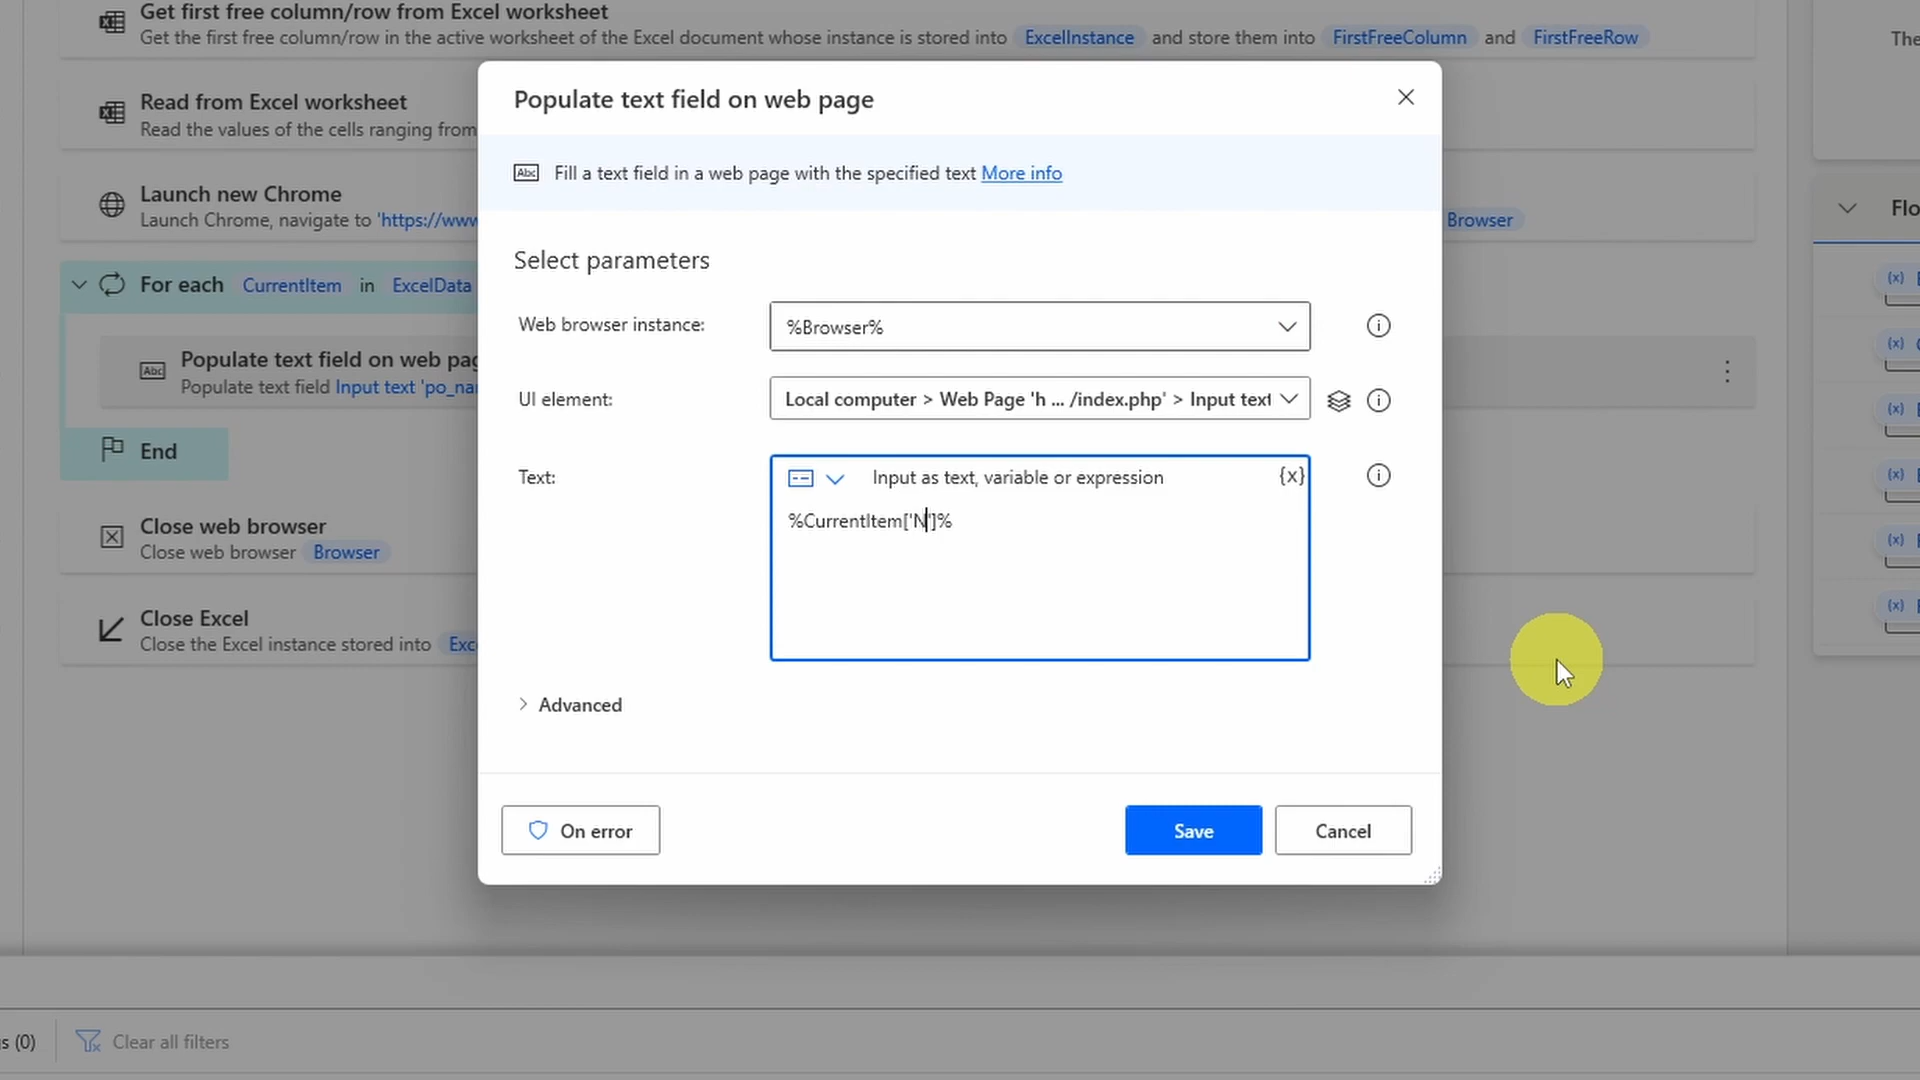 Get first free column/row from Excel worksheet
Get the first free column/row in the active worksheet of the Excel document whose instance is stored into ExcelInstance and store them into FirstFreeColumn and FirstFreeRow
The
Populate text field on web page
Read from Excel worksheet
Read the values of the cells ranging from
Abc Fill a text field in a web page with the specified text More info
Launch new Chrome
Launch Chrome, navigate to 'https://www
Browser
Flo
Select parameters
For each CurrentItem in ExcelData
Web browser instance: %Browser%
Populate text field on web pag
Abc
Populate text field Input text 'po_na
UI element: Local computer > Web Page 'h ... /index.php' > Input text
End
Text: Input as text, variable or expression {x}
%CurrentItem['N']%
Close web browser
Close web browser Browser
Close Excel
Close the Excel instance stored into Exc
Advanced
On error Save Cancel
(x)
(x)
(x)
(x)
(x)
(x)
s (0) Clear all filters